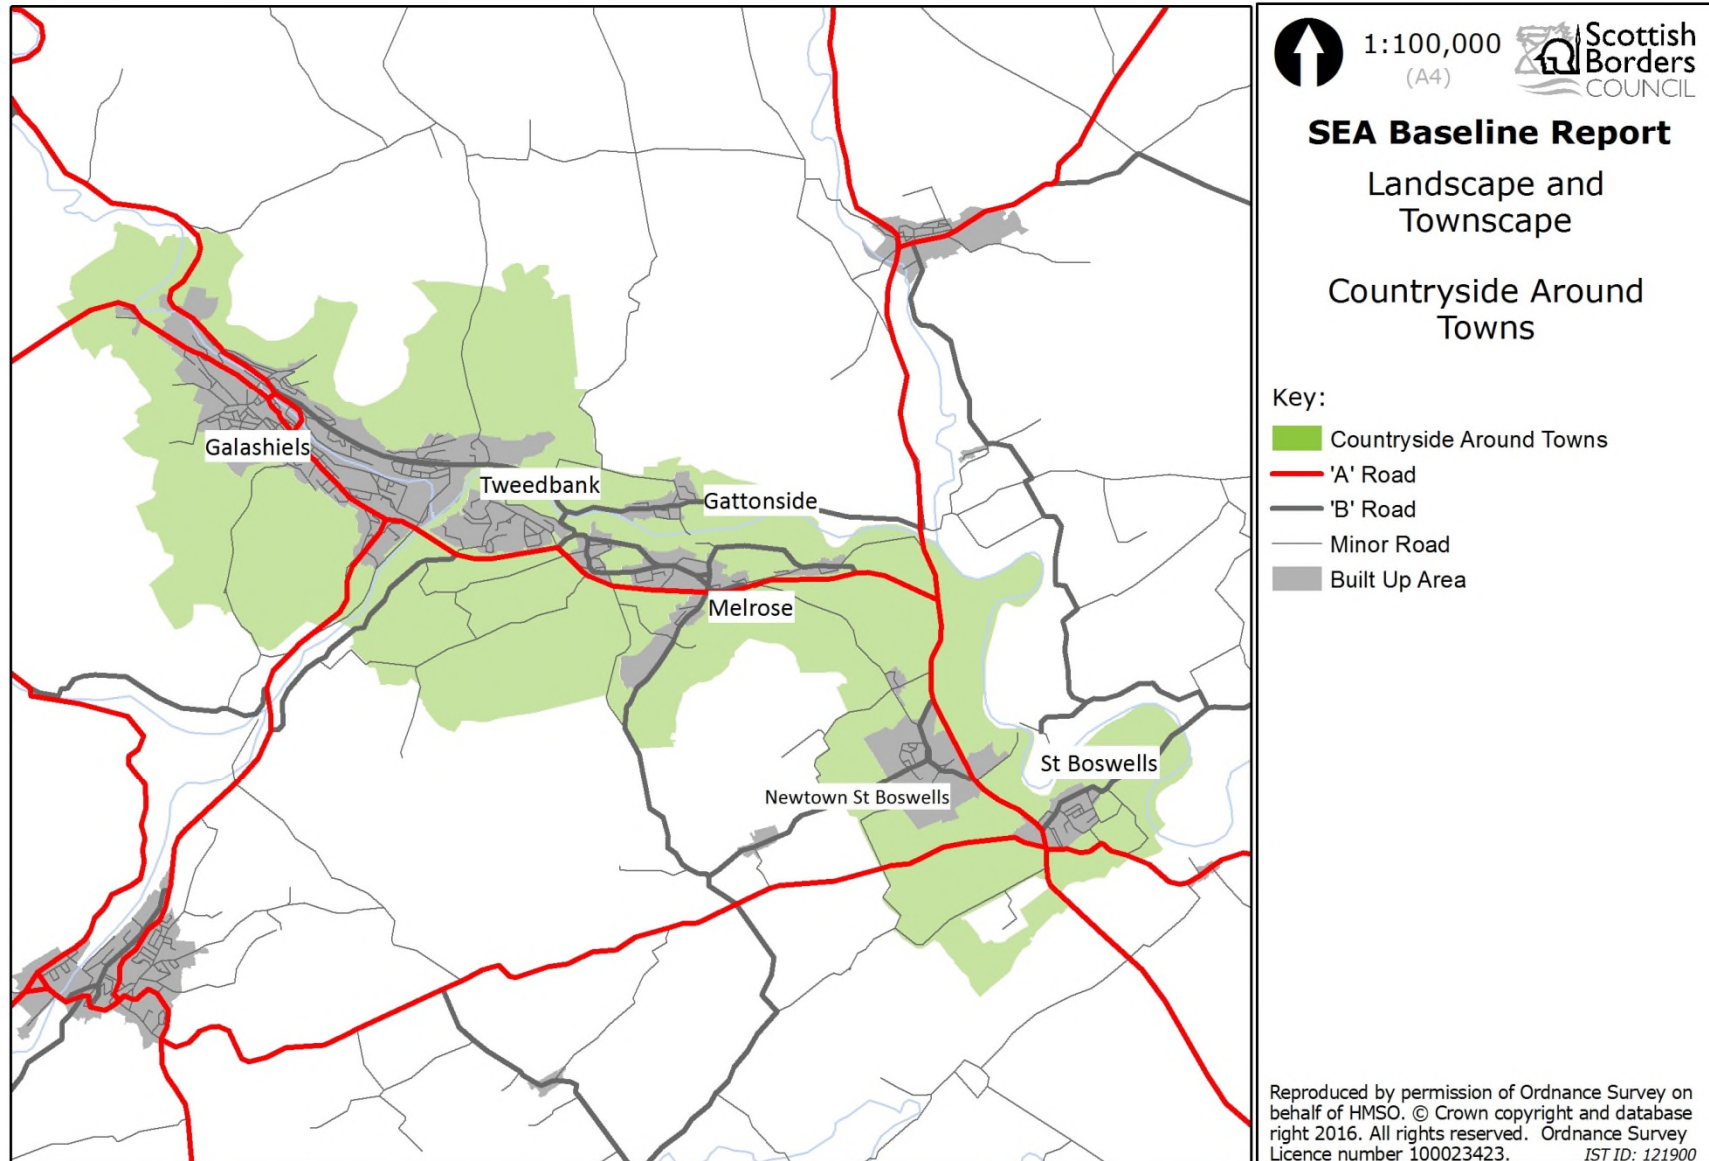 Galashiels
Tweedbank
Gattonside
Melrose
St Boswells
Newtown St Boswells
1:100,000
(A4)
Scottish
Borders
COUNCIL
SEA Baseline Report
Landscape and
Townscape
Countryside Around
Towns
Key:
Countryside Around Towns
'A' Road
'B' Road
Minor Road
Built Up Area
Reproduced by permission of Ordnance Survey on
behalf of HMSO. © Crown copyright and database
right 2016. All rights reserved. Ordnance Survey
Licence number 100023423. IST ID: 121900